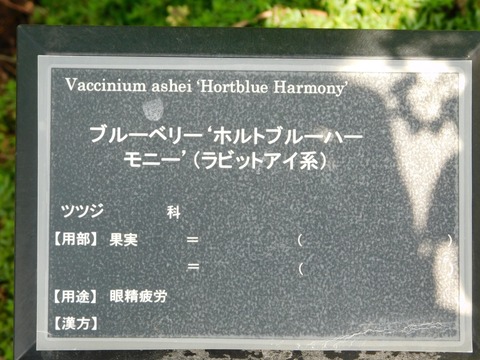 Vaccinium ashei ‘Hortblue Harmony’
ブルーベリー‘ホルトブルーハー
モニー’（ラビットアイ系）
ツツジ 科
【用部】 果実 ＝ （ ）
＝ （ ）
【用途】 眼精疲労
【漢方】